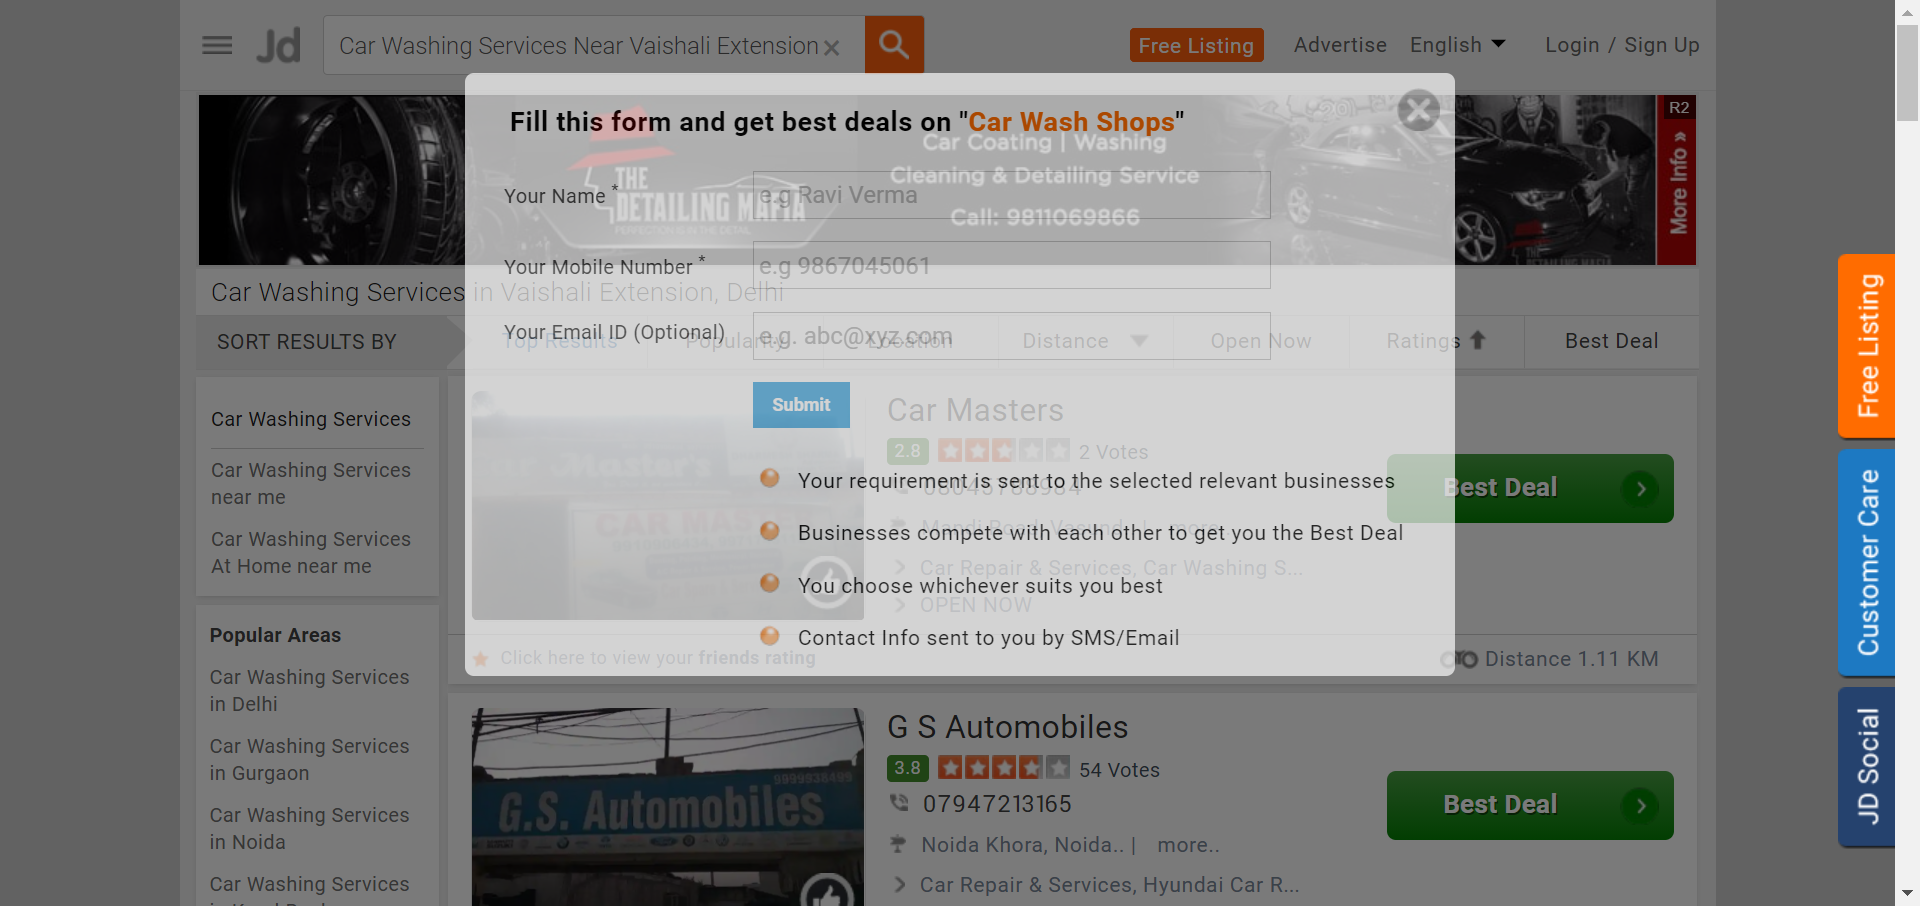 Jd
Car Washing Services Near Vaishali Extension
Free Listing
Advertise
English
Login / Sign Up
Fill this form and get best deals on "Car Wash Shops"
R2
More Info »
Car Coating | Washing
Cleaning & Detailing Service
Call: 9811069866
THE
DETAILING MAFIA
PERFECTION IS IN THE DETAIL
Your Name *
e.g Ravi Verma
Your Mobile Number *
e.g 9867045061
Car Washing Services in Vaishali Extension, Delhi
Your Email ID (Optional)
e.g. abc@xyz.com
SORT RESULTS BY
Top Results
Popularity
Location
Distance
Open Now
Ratings
Best Deal
Submit
Car Washing Services
Car Washing Services
near me
Car Washing Services
At Home near me
Car Masters
2.8
2 Votes
Your requirement is sent to the selected relevant businesses
Best Deal
more..
Businesses compete with each other to get you the Best Deal
Car Repair & Services, Car Washing S...
You choose whichever suits you best
OPEN NOW
Contact Info sent to you by SMS/Email
Click here to view your friends rating
Distance 1.11 KM
Popular Areas
Car Washing Services
in Delhi
Car Washing Services
in Gurgaon
Car Washing Services
in Noida
Car Washing Services
9999938499
G.S. Automobiles
G S Automobiles
3.8
54 Votes
07947213165
Noida Khora, Noida.. |
more..
Car Repair & Services, Hyundai Car R...
Best Deal
Free Listing
Customer Care
JD Social